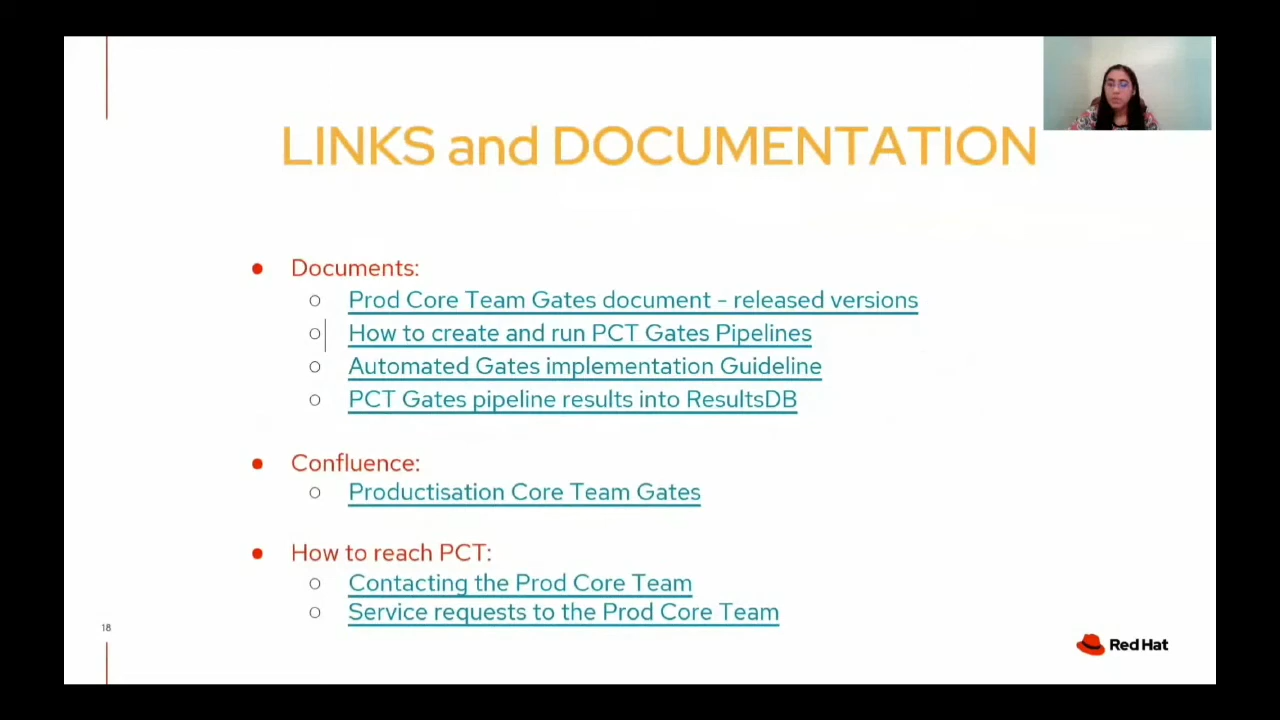 LINKS and DOCUMENTATION
Documents:
Prod Core Team Gates document - released versions
How to create and run PCT Gates Pipelines
Automated Gates implementation Guideline
PCT Gates pipeline results into ResultsDB
Confluence:
Productisation Core Team Gates
How to reach PCT:
Contacting the Prod Core Team
Service requests to the Prod Core Team
18
Red Hat